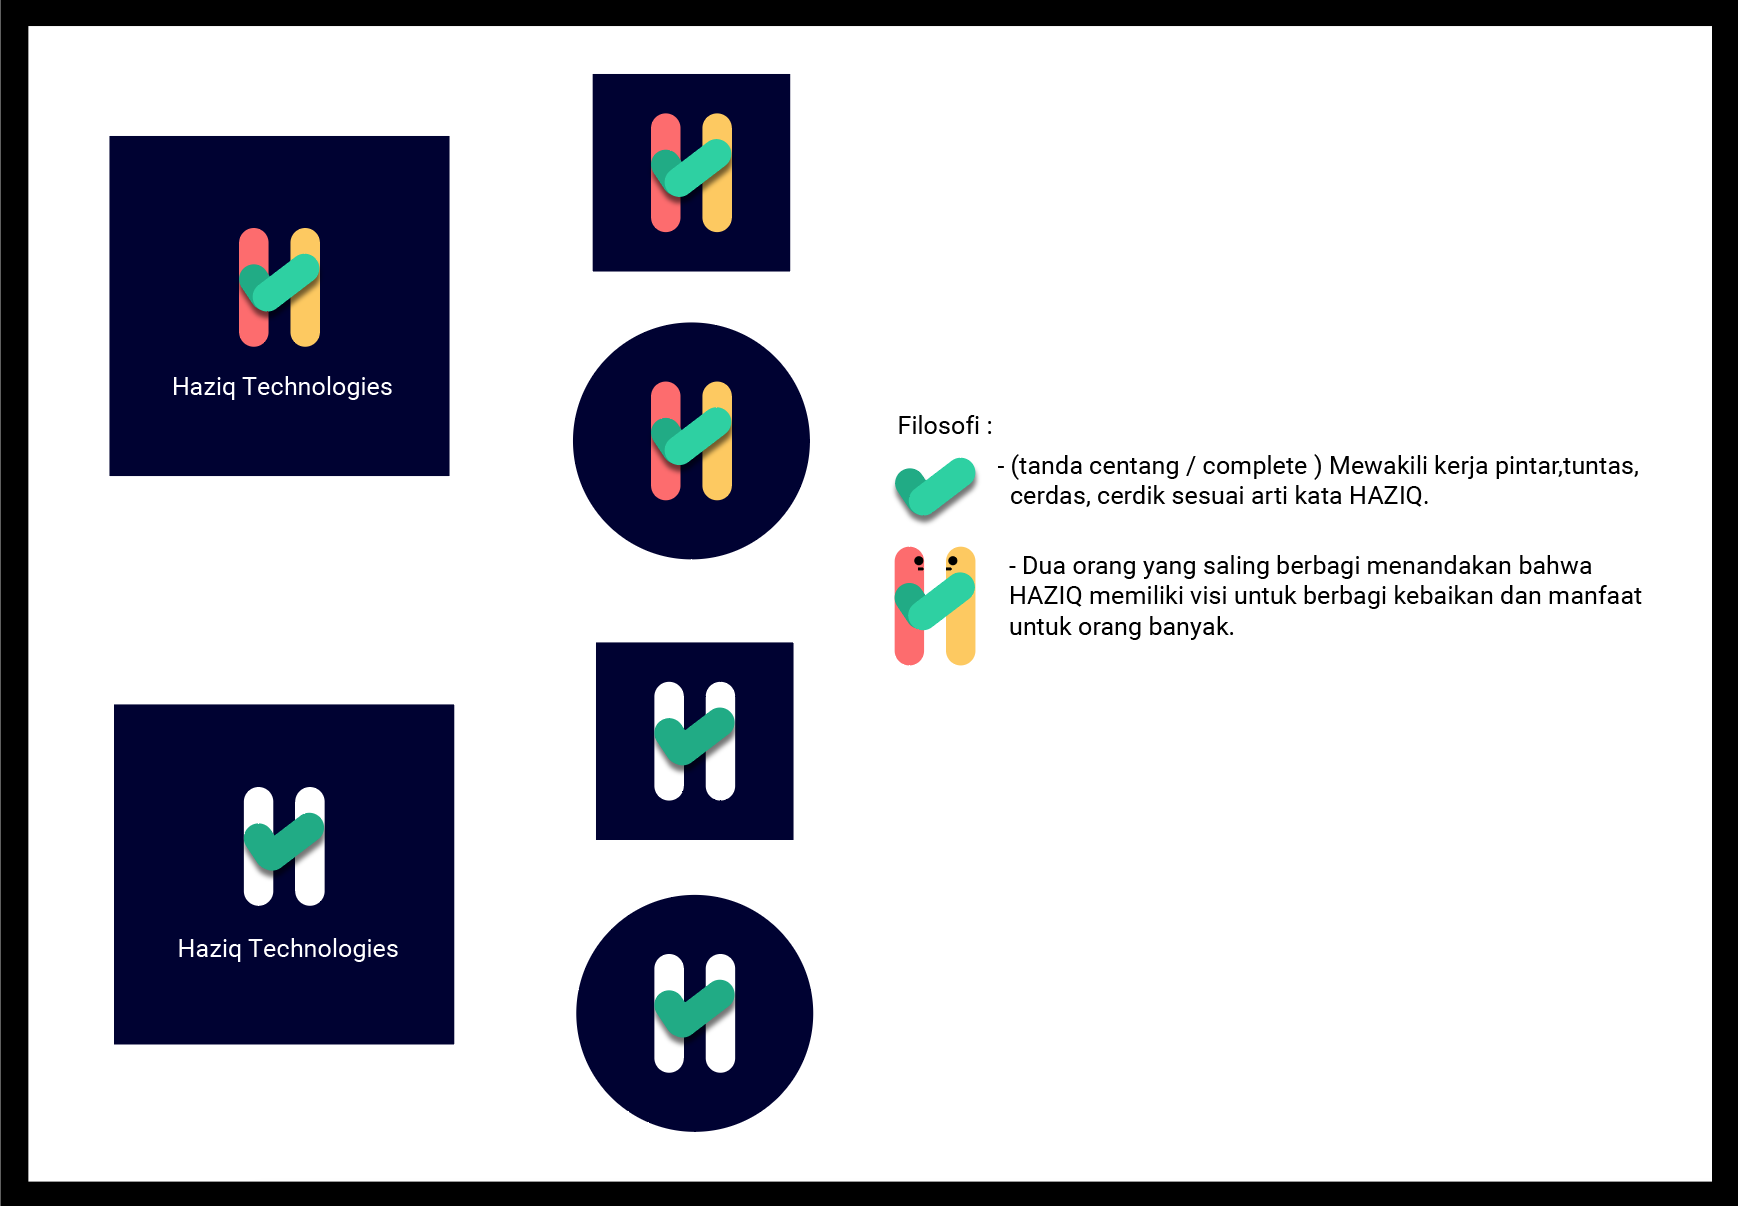 Haziq Technologies
Filosofi :
- (tanda centang / complete ) Mewakili kerja pintar,tuntas,
cerdas, cerdik sesuai arti kata HAZIQ.
- Dua orang yang saling berbagi menandakan bahwa
HAZIQ memiliki visi untuk berbagi kebaikan dan manfaat
untuk orang banyak.
Haziq Technologies